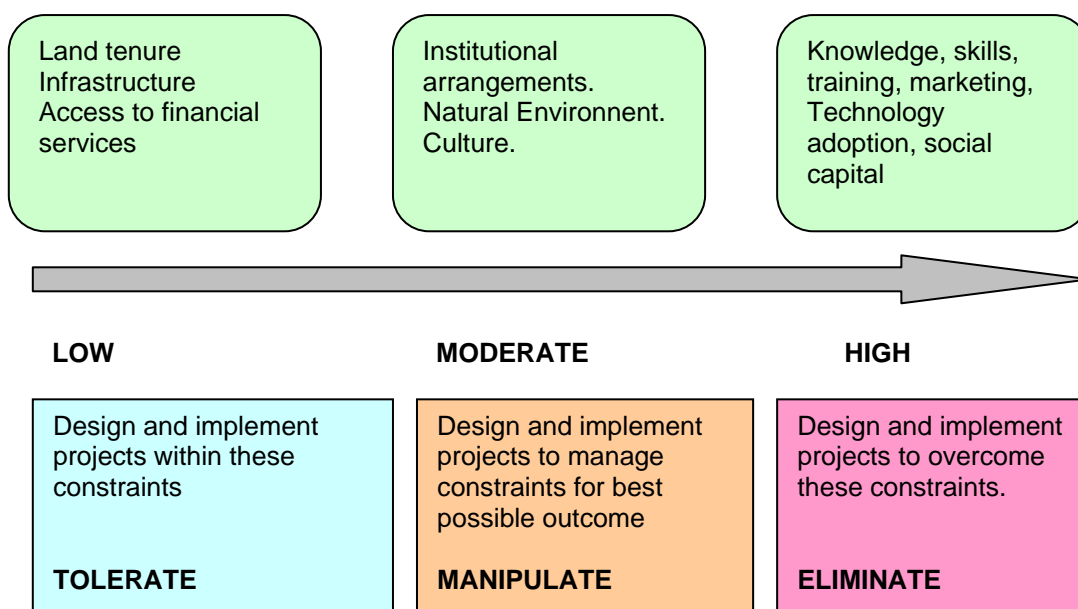 Land tenure
Infrastructure
Access to financial
services
Institutional
arrangements.
Natural Environnent.
Culture.
Knowledge, skills,
training, marketing,
Technology
adoption, social
capital
LOW
MODERATE
HIGH
Design and implement
projects within these
constraints
TOLERATE
Design and implement
projects to manage
constraints for best
possible outcome
MANIPULATE
Design and implement
projects to overcome
these constraints.
ELIMINATE